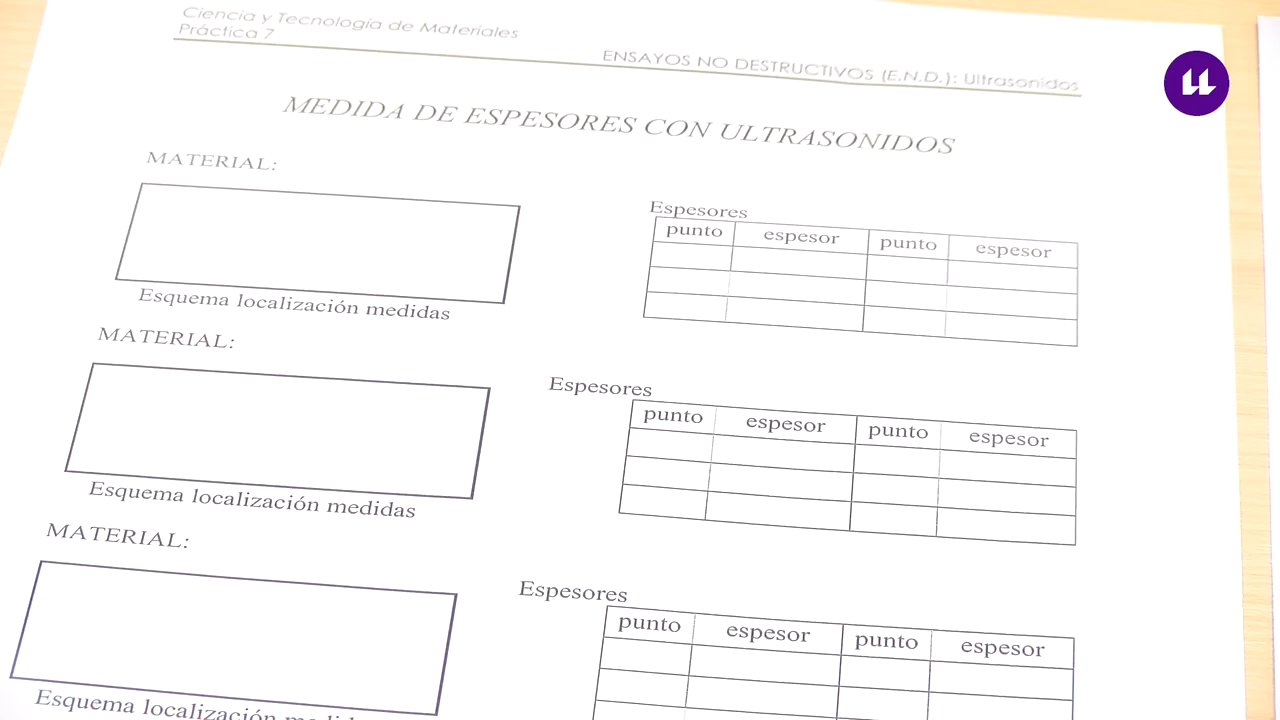 Ciencia y Tecnología de Materiales
Práctica 7
ENSAYOS NO DESTRUCTIVOS (E.N.D.): Ultrasonidos
MEDIDA DE ESPESORES CON ULTRASONIDOS
MATERIAL:
Espesores
punto espesor punto espesor
Esquema localización medidas
MATERIAL:
Espesores
punto espesor punto espesor
Esquema localización medidas
MATERIAL:
Espesores
punto espesor punto espesor
Esquema localización